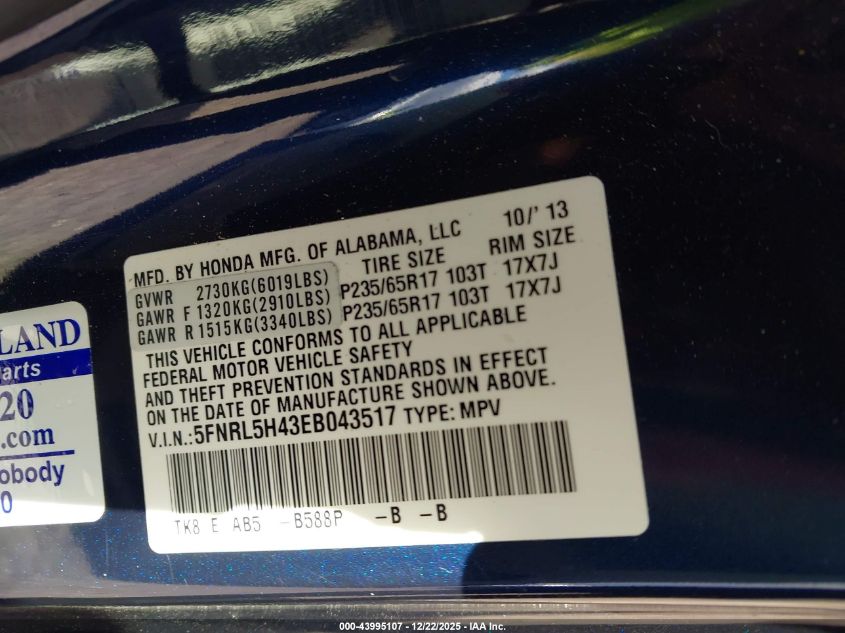 MFD. BY HONDA MFG. OF ALABAMA, LLC 10/' 13
TIRE SIZE RIM SIZE
GVWR 2730KG(6019LBS)
GAWR F 1320KG(2910LBS) P235/65R17 103T 17X7J
GAWR R 1515KG(3340LBS) P235/65R17 103T 17X7J
THIS VEHICLE CONFORMS TO ALL APPLICABLE
FEDERAL MOTOR VEHICLE SAFETY
AND THEFT PREVENTION STANDARDS IN EFFECT
ON THE DATE OF MANUFACTURE SHOWN ABOVE.
V.I.N.:5FNRL5H43EB043517 TYPE: MPV
TK8 E AB5 -B588P -B -B
LAND
arts
20
.com
obody
0
000-43995107 - 12/22/2025 - IAA Inc.